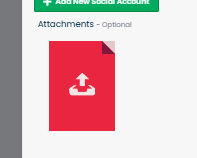 Add New Social Account
Attachments - Optional